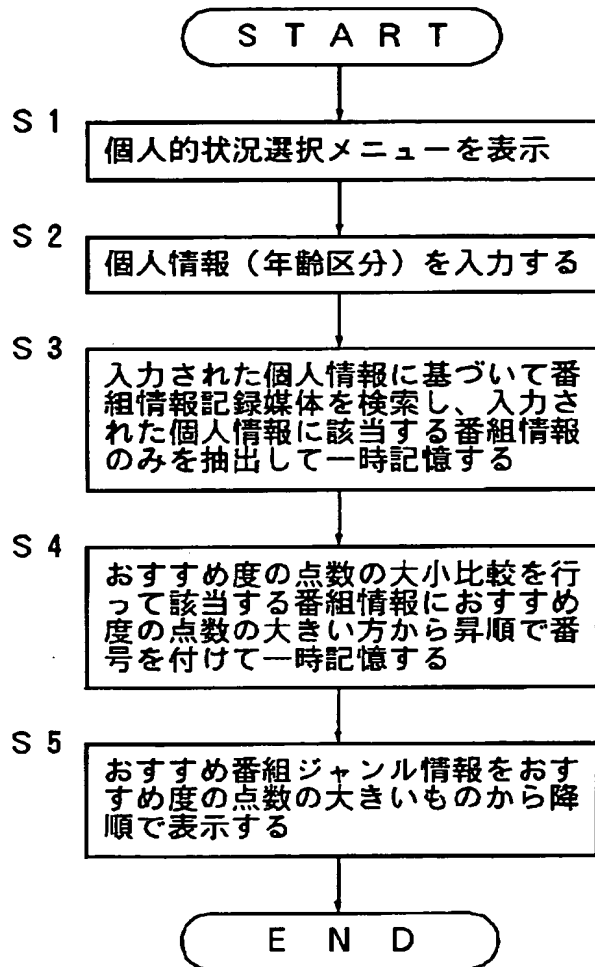 START
S1
個人的状況選択メニューを表示
S2
個人情報（年齢区分）を入力する
S3
入力された個人情報に基づいて番
組情報記録媒体を検索し、入力さ
れた個人情報に該当する番組情報
のみを抽出して一時記憶する
S4
おすすめ度の点数の大小比較を行
って該当する番組情報におすすめ
度の点数の大きい方から昇順で番
号を付けて一時記憶する
S5
おすすめ番組ジャンル情報をおす
すめ度の点数の大きいものから降
順で表示する
END